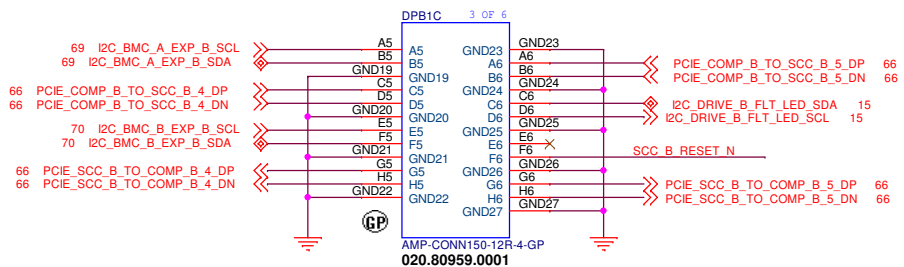 DPB1C 3 OF 6
69 I2C_BMC_A_EXP_B_SCL A5 A5 GND23 GND23
69 I2C_BMC_A_EXP_B_SDA B5 B5 A6 A6 PCIE_COMP_B_TO_SCC_B_5_DP 66
GND19 GND19 B6 B6 PCIE_COMP_B_TO_SCC_B_5_DN 66
66 PCIE_COMP_B_TO_SCC_B_4_DP C5 C5 GND24 GND24
66 PCIE_COMP_B_TO_SCC_B_4_DN D5 D5 C6 C6 I2C_DRIVE_B_FLT_LED_SDA 15
GND20 GND20 D6 D6 I2C_DRIVE_B_FLT_LED_SCL 15
70 I2C_BMC_B_EXP_B_SCL E5 E5 GND25 GND25
70 I2C_BMC_B_EXP_B_SDA F5 F5 E6 E6
GND21 GND21 F6 F6 SCC_B_RESET_N
66 PCIE_SCC_B_TO_COMP_B_4_DP G5 G5 GND26 GND26
66 PCIE_SCC_B_TO_COMP_B_4_DN H5 H5 G6 G6 PCIE_SCC_B_TO_COMP_B_5_DP 66
GND22 GND22 H6 H6 PCIE_SCC_B_TO_COMP_B_5_DN 66
GND27 GND27
GP
AMP-CONN150-12R-4-GP
020.80959.0001